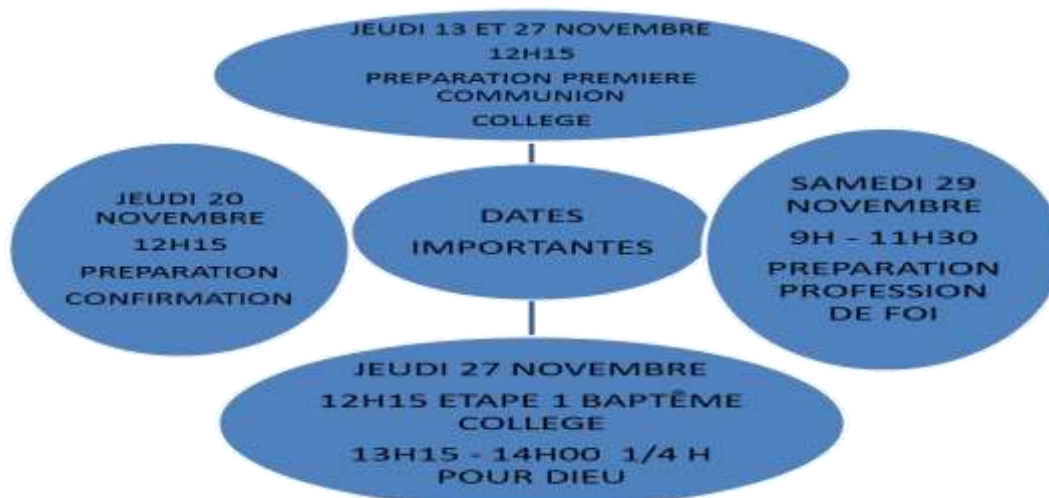 JEUDI 13 ET 27 NOVEMBRE
12H15
PREPARATION PREMIERE
COMMUNION
COLLEGE
JEUDI 20
NOVEMBRE
12H15
PREPARATION
CONFIRMATION
DATES
IMPORTANTES
SAMEDI 29
NOVEMBRE
9H - 11H30
PREPARATION
PROFESSION
DE FOI
JEUDI 27 NOVEMBRE
12H15 ETAPE 1 BAPTÊME
COLLEGE
13H15 - 14H00 1/4 H
POUR DIEU